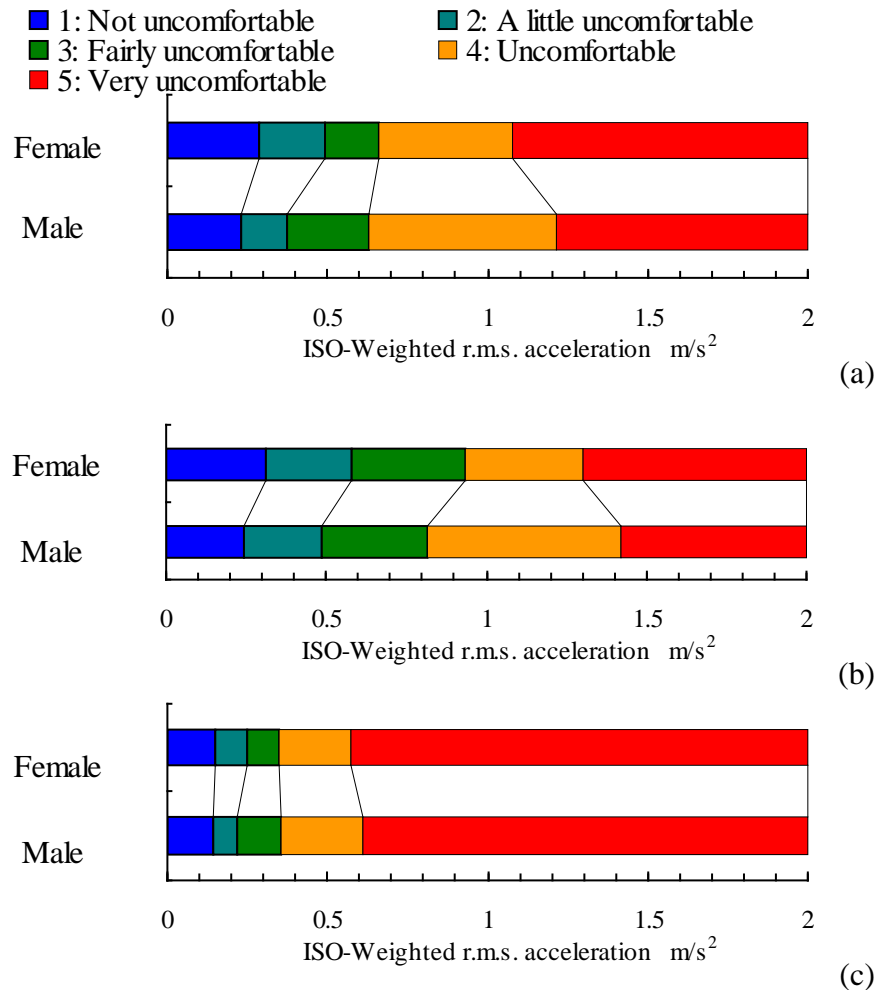 1: Not uncomfortable 2: A little uncomfortable
3: Fairly uncomfortable 4: Uncomfortable
5: Very uncomfortable
Female
Male
0 0.5 1 1.5 2
ISO-Weighted r.m.s. acceleration m/s²
(a)
Female
Male
0 0.5 1 1.5 2
ISO-Weighted r.m.s. acceleration m/s²
(b)
Female
Male
0 0.5 1 1.5 2
ISO-Weighted r.m.s. acceleration m/s²
(c)